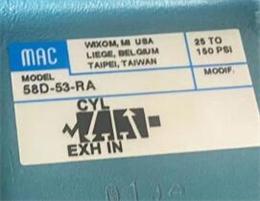 MAC
WIXOM, MI USA
LIEGE, BELGIUM
TAIPEI, TAIWAN
25 TO
150 PSI
MODEL
58D-53-RA
MODIF.
CYL
EXH IN